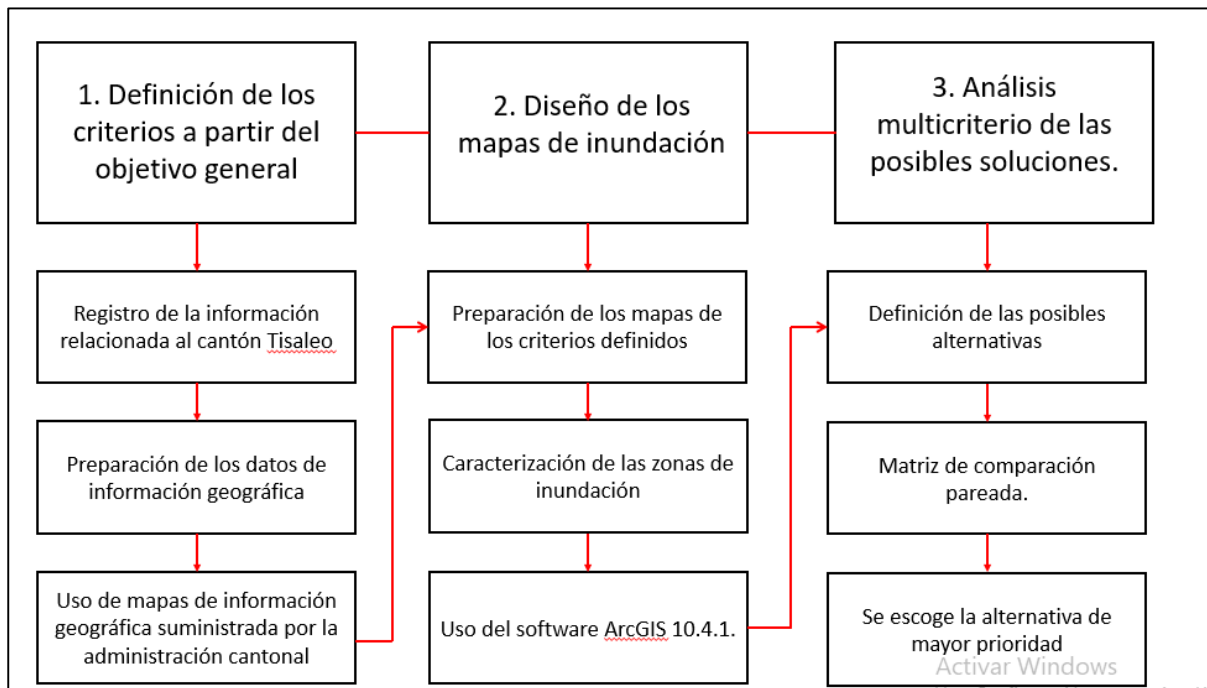 1. Definición de los
criterios a partir del
objetivo general
2. Diseño de los
mapas de inundación
3. Análisis
multicriterio de las
posibles soluciones.
Registro de la información
relacionada al cantón Tisaleo
Preparación de los mapas de
los criterios definidos
Definición de las posibles
alternativas
Preparación de los datos de
información geográfica
Caracterización de las zonas de
inundación
Matriz de comparación
pareada.
Uso de mapas de información
geográfica suministrada por la
administración cantonal
Uso del software ArcGIS 10.4.1.
Se escoge la alternativa de
mayor prioridad
Activar Windows